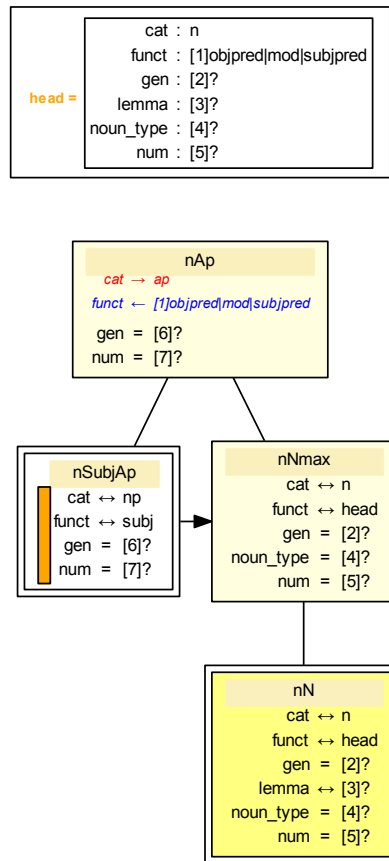 head =
cat : n
funct : [1]objpred|mod|subjpred
gen : [2]?
lemma : [3]?
noun_type : [4]?
num : [5]?
nAp
cat → ap
funct ← [1]objpred|mod|subjpred
gen = [6]?
num = [7]?
nSubjAp
cat ↔ np
funct ↔ subj
gen = [6]?
num = [7]?
nNmax
cat ↔ n
funct ↔ head
gen = [2]?
noun_type = [4]?
num = [5]?
nN
cat ↔ n
funct ↔ head
gen = [2]?
lemma ↔ [3]?
noun_type = [4]?
num = [5]?